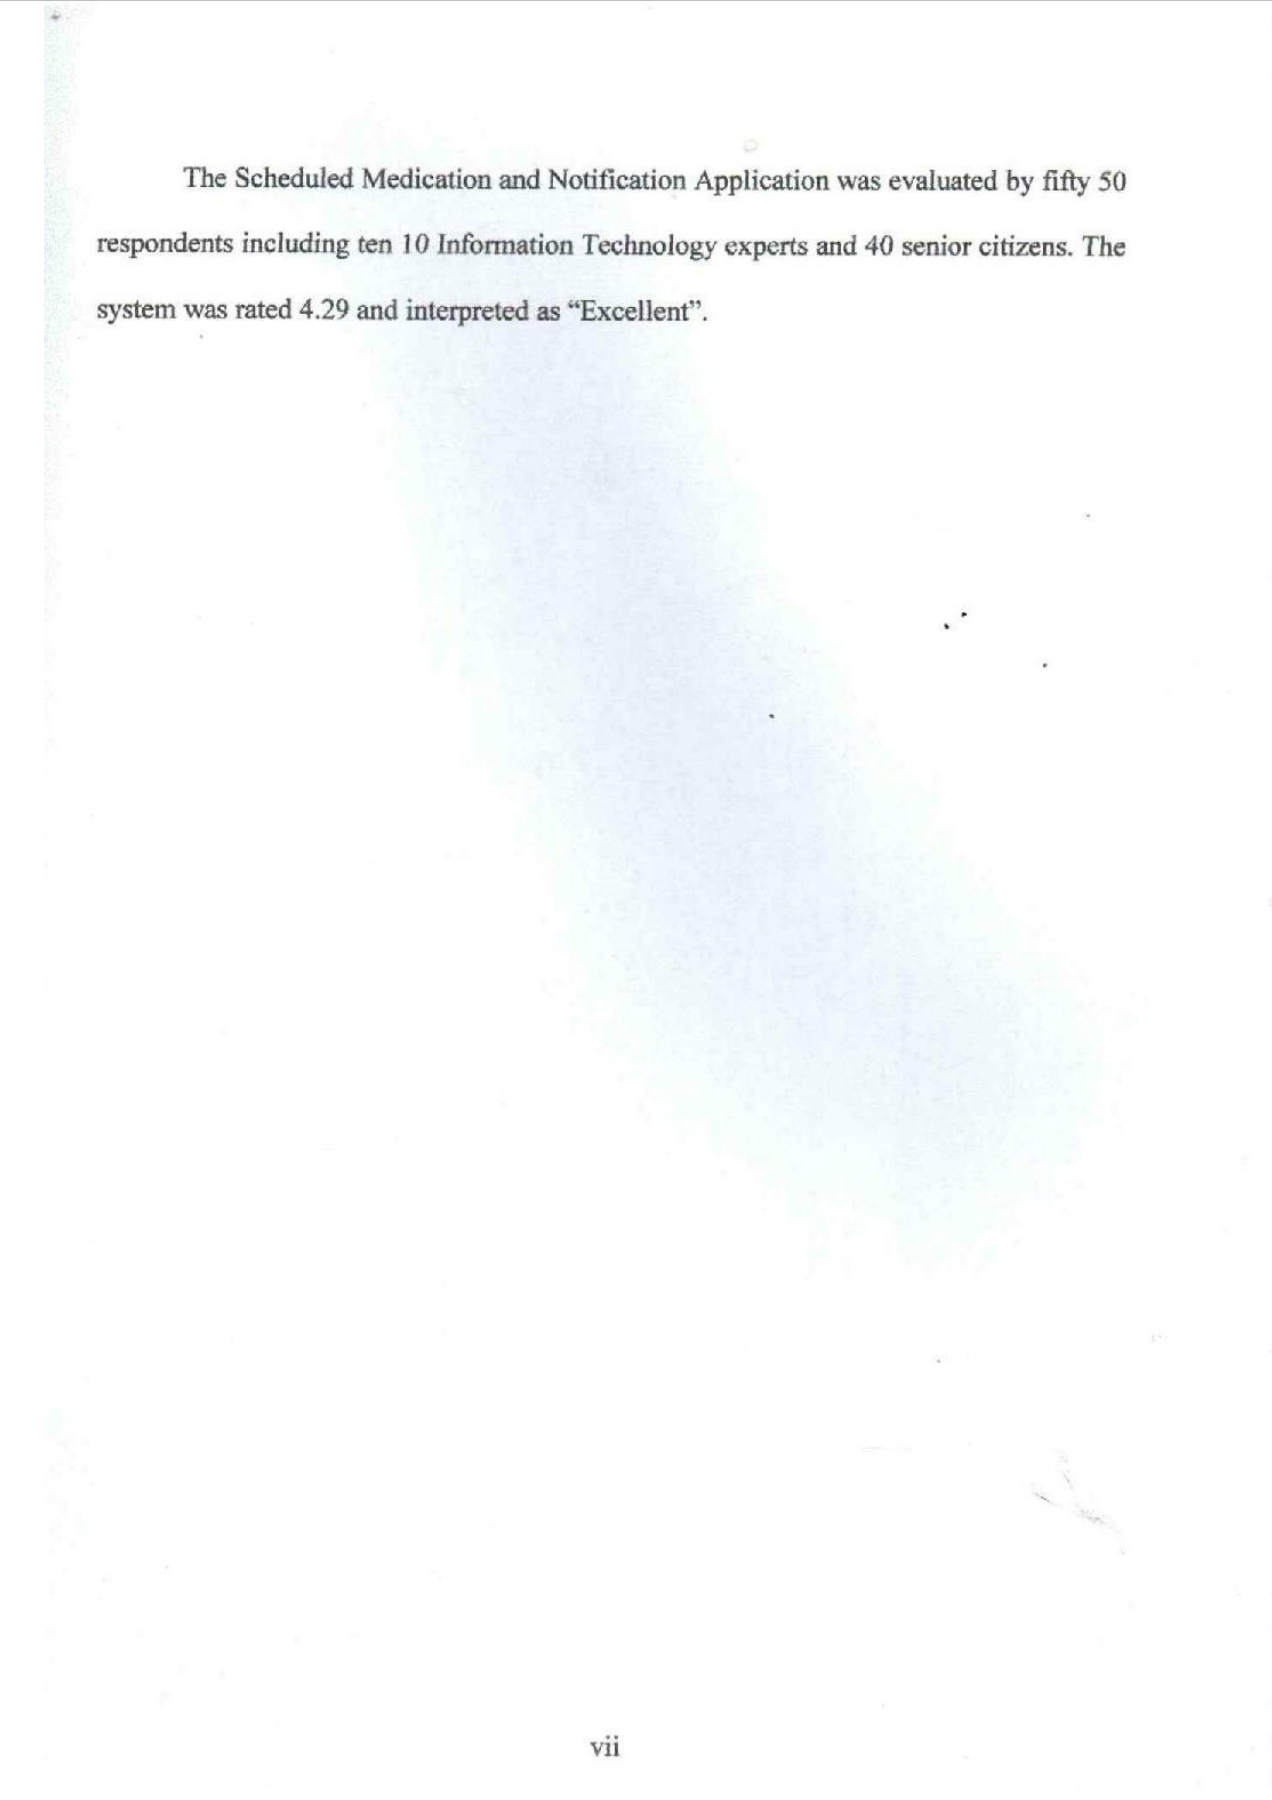 The Scheduled Medication and Notification Application was evaluated by fifty 50
respondents including ten 10 Information Technology experts and 40 senior citizens. The
system was rated 4.29 and interpreted as “Excellent”.
vii